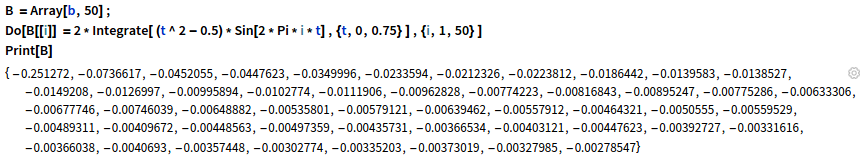 B = Array[b, 50] ;
Do[B[[i]] = 2 * Integrate[ (t ^ 2 - 0.5) * Sin[2 * Pi * i * t] , {t, 0, 0.75} ] , {i, 1, 50} ]
Print[B]
{ -0.251272, -0.0736617, -0.0452055, -0.0447623, -0.0349996, -0.0233594, -0.0212326, -0.0223812, -0.0186442, -0.0139583, -0.0138527,
-0.0149208, -0.0126997, -0.00995894, -0.0102774, -0.0111906, -0.00962828, -0.00774223, -0.00816843, -0.00895247, -0.00775286, -0.00633306,
-0.00677746, -0.00746039, -0.00648882, -0.00535801, -0.00579121, -0.00639462, -0.00557912, -0.00464321, -0.0050555, -0.00559529,
-0.00489311, -0.00409672, -0.00448563, -0.00497359, -0.00435731, -0.00366534, -0.00403121, -0.00447623, -0.00392727, -0.00331616,
-0.00366038, -0.0040693, -0.00357448, -0.00302774, -0.00335203, -0.00373019, -0.00327985, -0.00278547}